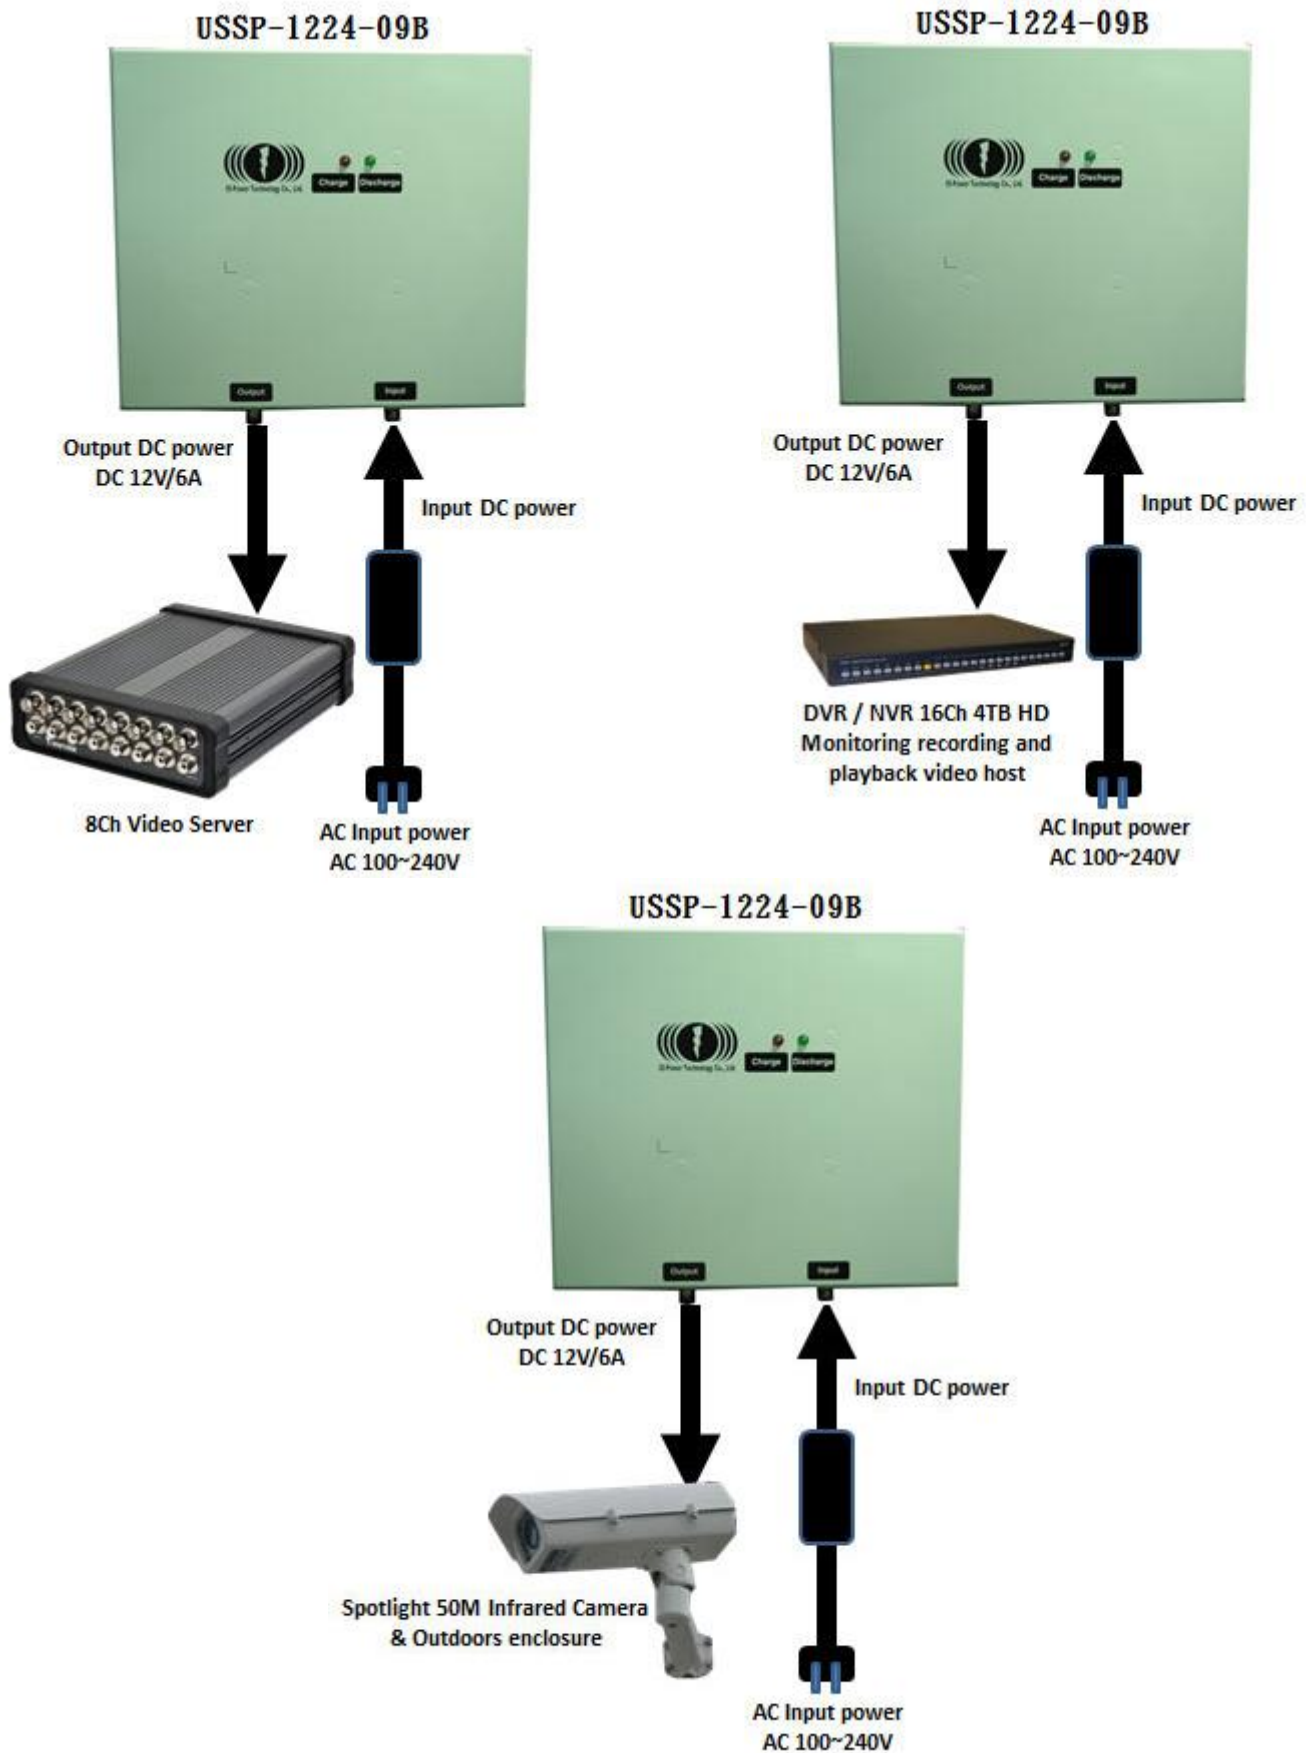 USSP-1224-09B
Charge Discharge
Output Input
Output DC power
DC 12V/6A
Input DC power
8Ch Video Server
AC Input power
AC 100~240V
USSP-1224-09B
Charge Discharge
Output Input
Output DC power
DC 12V/6A
Input DC power
DVR / NVR 16Ch 4TB HD
Monitoring recording and
playback video host
AC Input power
AC 100~240V
USSP-1224-09B
Charge Discharge
Output Input
Output DC power
DC 12V/6A
Input DC power
Spotlight 50M Infrared Camera
& Outdoors enclosure
AC Input power
AC 100~240V